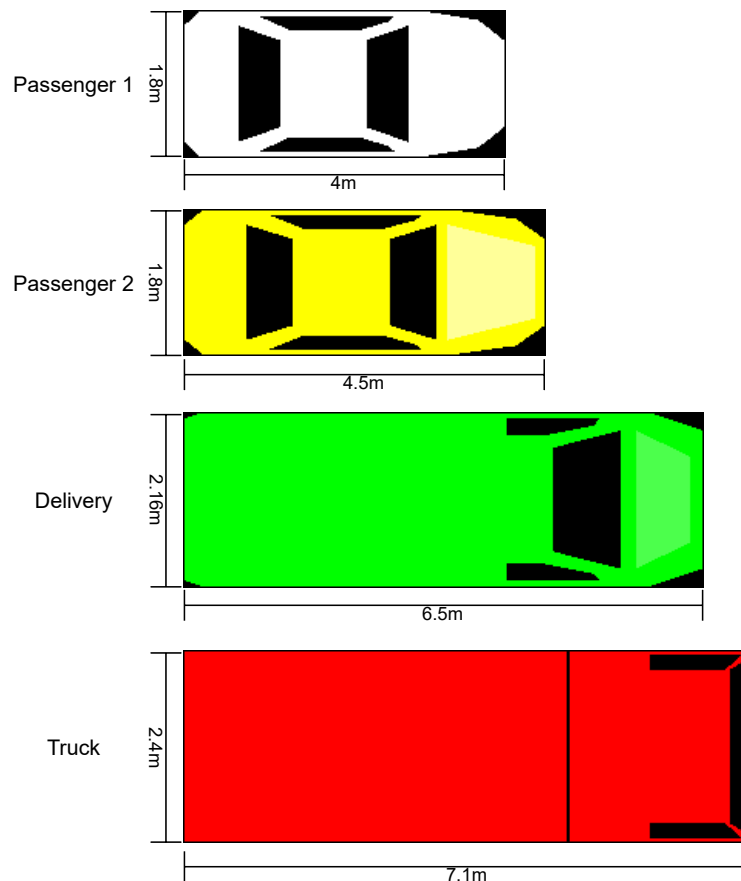 Passenger 1
1.8m
4m
Passenger 2
1.8m
4.5m
Delivery
2.16m
6.5m
Truck
2.4m
7.1m